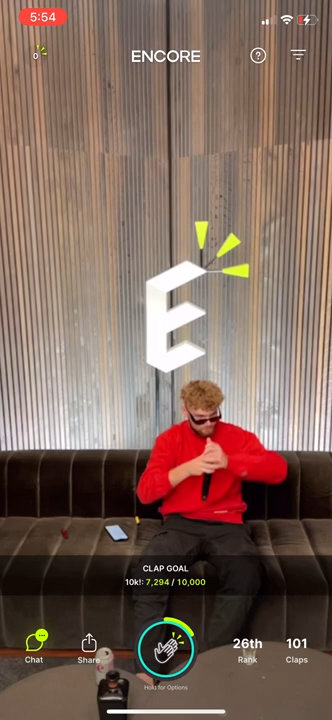 5:54
0
ENCORE
?
E
CLAP GOAL
10k!: 7,294 / 10,000
26th
101
Chat
Share
Rank
Claps
Hold for Options